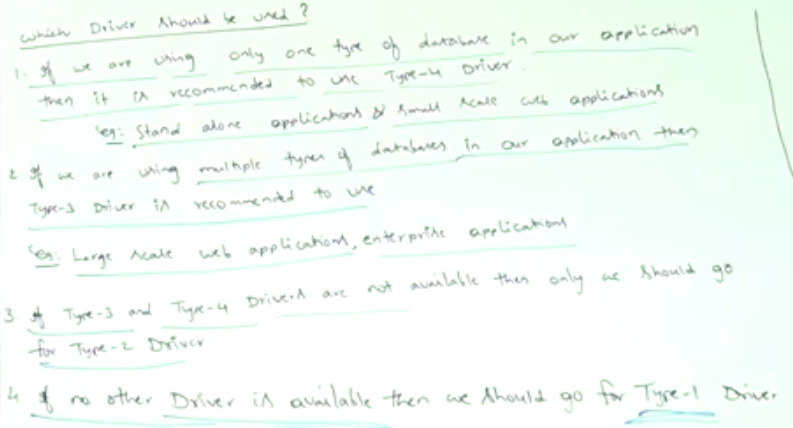 Which Driver should be used ?
1. If we are using only one type of database in our application
then it is recommended to use Type-4 Driver.
eg: Stand alone applications & small scale web applications
2. If we are using multiple types of databases in our application then
Type-3 Driver is recommended to use
eg: Large scale web applications, enterprise applications
3. If Type-3 and Type-4 Drivers are not available then only we should go
for Type-2 Driver
4. If no other Driver is available then we should go for Type-1 Driver.